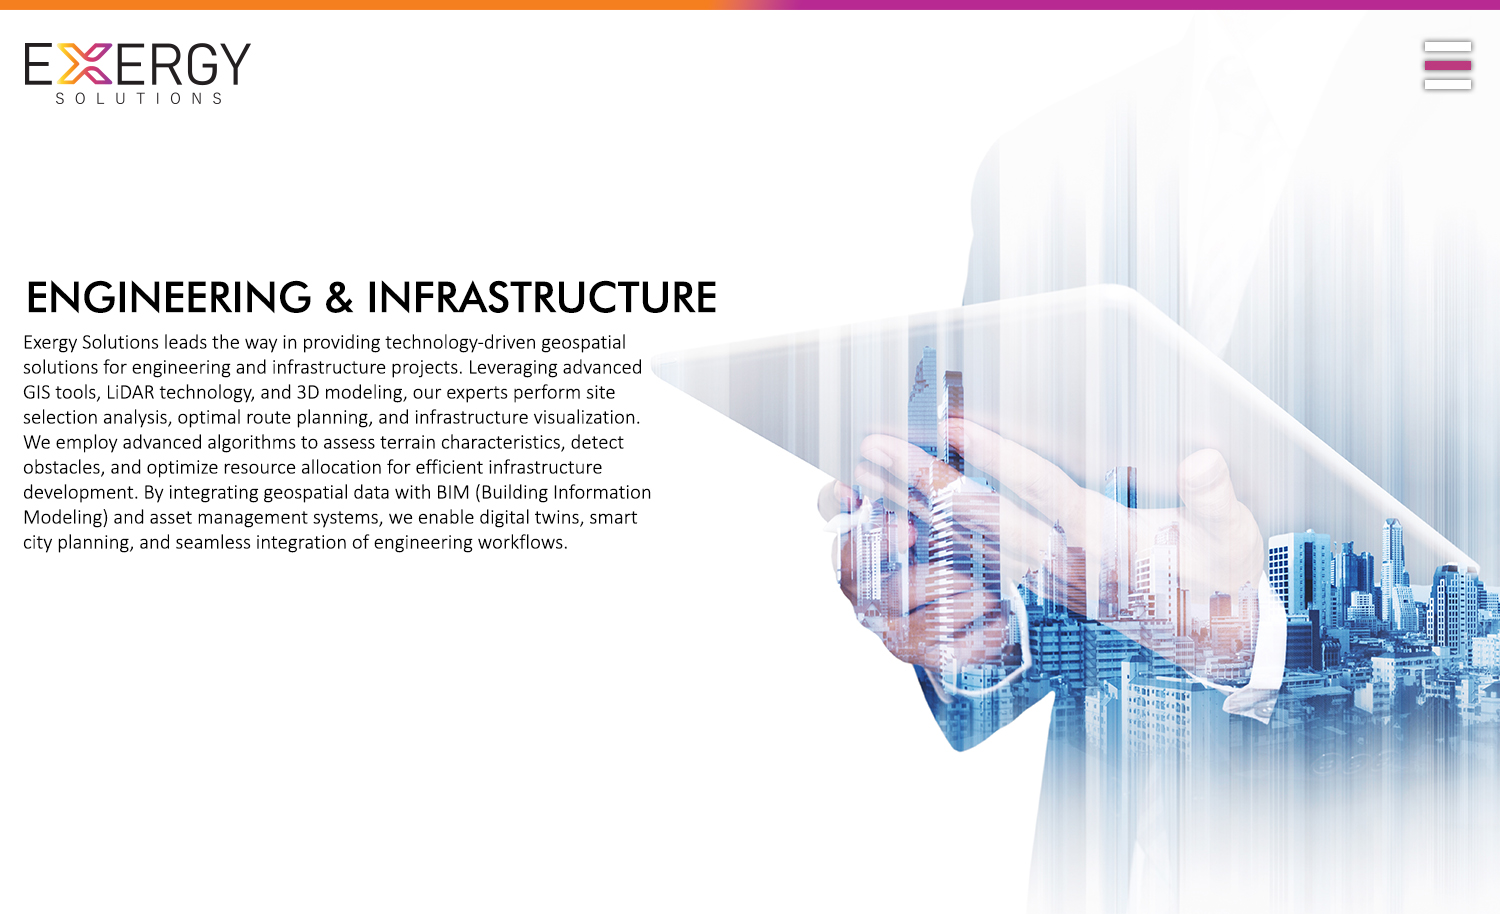 EXERGY
SOLUTIONS
ENGINEERING & INFRASTRUCTURE
Exergy Solutions leads the way in providing technology-driven geospatial
solutions for engineering and infrastructure projects. Leveraging advanced
GIS tools, LiDAR technology, and 3D modeling, our experts perform site
selection analysis, optimal route planning, and infrastructure visualization.
We employ advanced algorithms to assess terrain characteristics, detect
obstacles, and optimize resource allocation for efficient infrastructure
development. By integrating geospatial data with BIM (Building Information
Modeling) and asset management systems, we enable digital twins, smart
city planning, and seamless integration of engineering workflows.